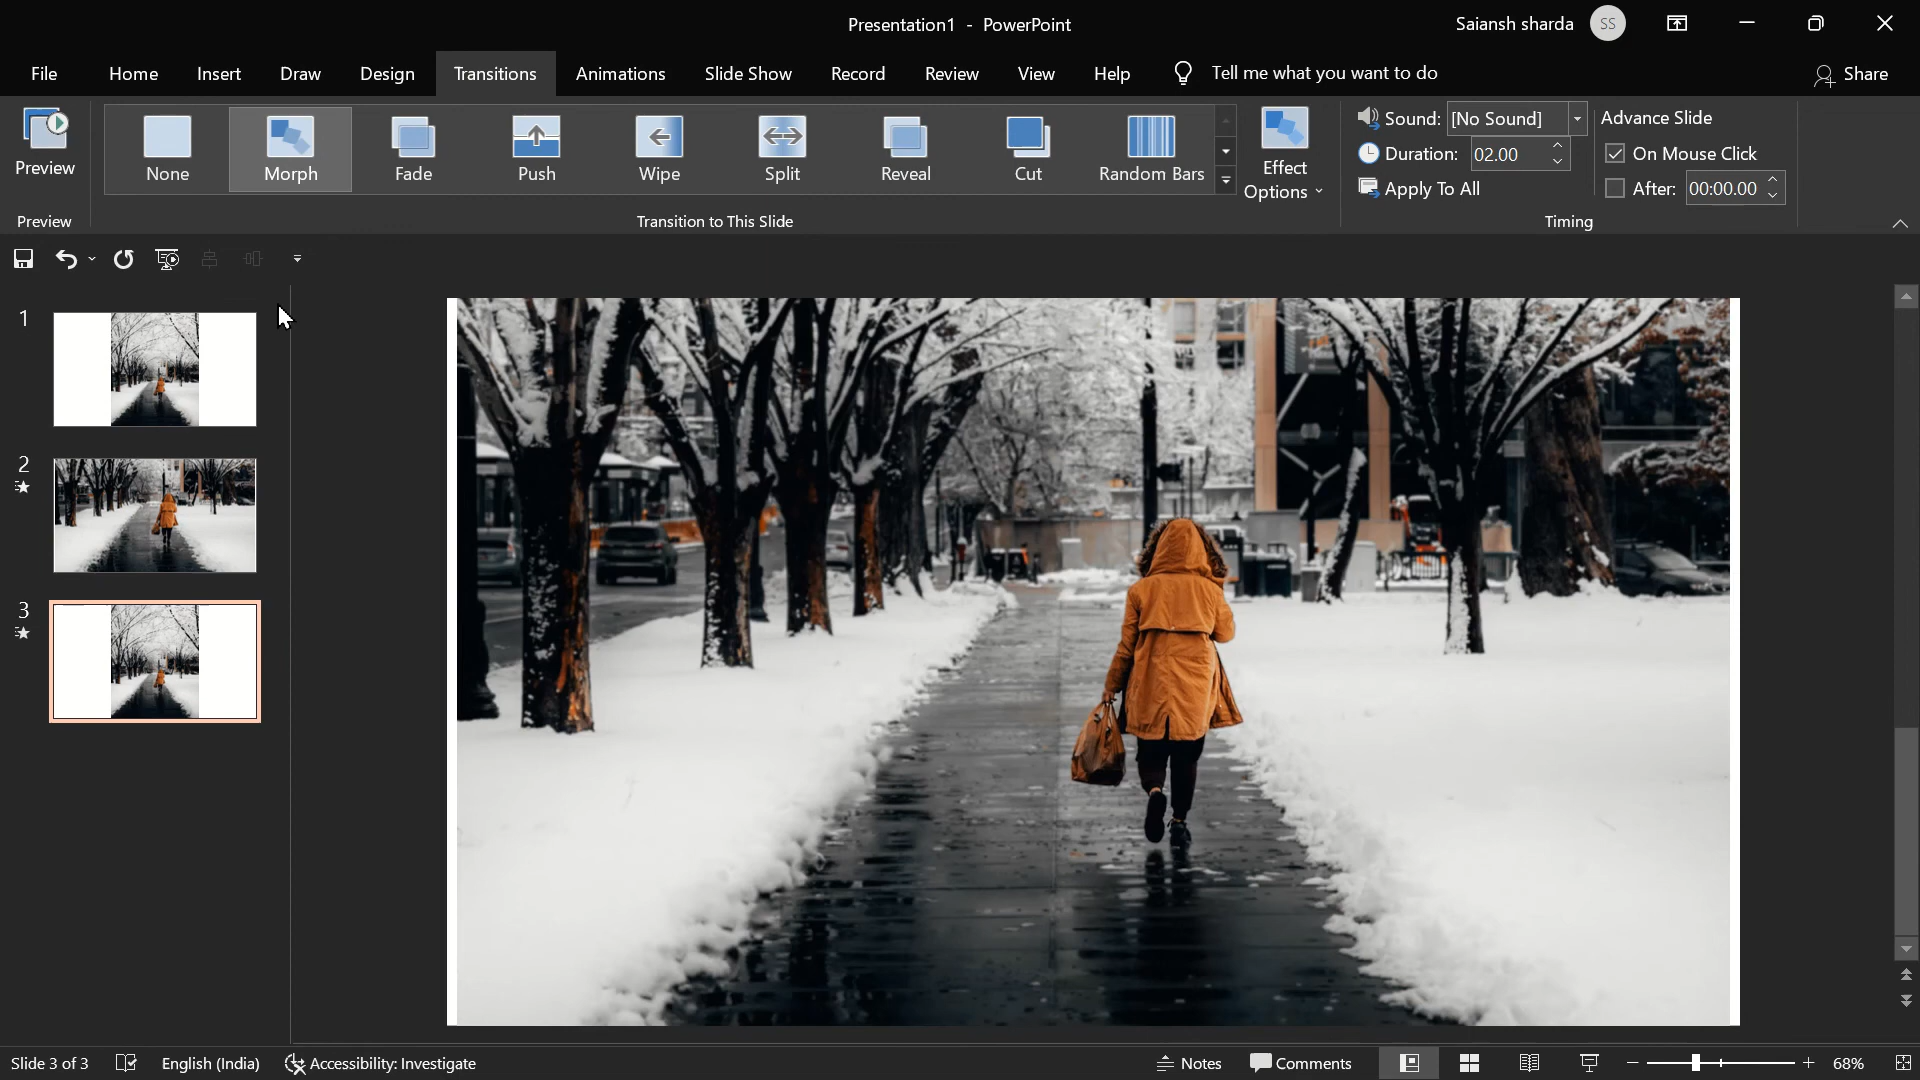 Presentation1 - PowerPoint
Saiansh sharda SS
File Home Insert Draw Design Transitions Animations Slide Show Record Review View Help Tell me what you want to do Share
Preview
None Morph Fade Push Wipe Split Reveal Cut Random Bars
Effect Options
Sound: [No Sound]
Duration: 02.00
Apply To All
Advance Slide
On Mouse Click
After: 00:00.00
Preview Transition to This Slide Timing
1
2
3
Slide 3 of 3 English (India) Accessibility: Investigate Notes Comments 68%